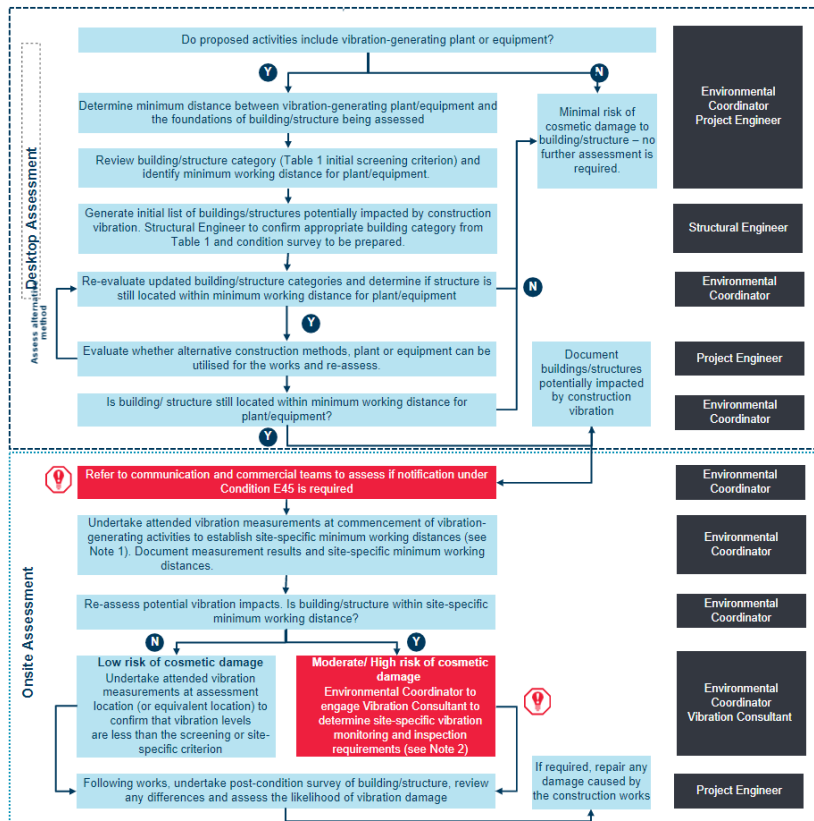 Do proposed activities include vibration-generating plant or equipment?
Y
N
Environmental
Coordinator
Project Engineer
Determine minimum distance between vibration-generating plant/equipment and
the foundations of building/structure being assessed
Minimal risk of
cosmetic damage to
building/structure – no
further assessment is
required.
Review building/structure category (Table 1 initial screening criterion) and
identify minimum working distance for plant/equipment.
Desktop Assessment
Generate initial list of buildings/structures potentially impacted by construction
vibration. Structural Engineer to confirm appropriate building category from
Table 1 and condition survey to be prepared.
Structural Engineer
Re-evaluate updated building/structure categories and determine if structure is
still located within minimum working distance for plant/equipment
N
Environmental
Coordinator
Assess alternative
method
Y
Evaluate whether alternative construction methods, plant or equipment can be
utilised for the works and re-assess.
Document
buildings/structures
potentially impacted
by construction
vibration
Project Engineer
Is building/ structure still located within minimum working distance for
plant/equipment?
Environmental
Coordinator
Y
Refer to communication and commercial teams to assess if notification under
Condition E45 is required
Environmental
Coordinator
Onsite Assessment
Undertake attended vibration measurements at commencement of vibration-
generating activities to establish site-specific minimum working distances (see
Note 1). Document measurement results and site-specific minimum working
distances.
Environmental
Coordinator
Re-assess potential vibration impacts. Is building/structure within site-specific
minimum working distance?
Environmental
Coordinator
N
Y
Low risk of cosmetic damage
Undertake attended vibration
measurements at assessment
location (or equivalent location) to
confirm that vibration levels
are less than the screening or site-
specific criterion
Moderate/ High risk of cosmetic
damage
Environmental Coordinator to
engage Vibration Consultant to
determine site-specific vibration
monitoring and inspection
requirements (see Note 2)
Environmental
Coordinator
Vibration Consultant
If required, repair any
damage caused by
the construction works
Following works, undertake post-condition survey of building/structure, review
any differences and assess the likelihood of vibration damage
Project Engineer